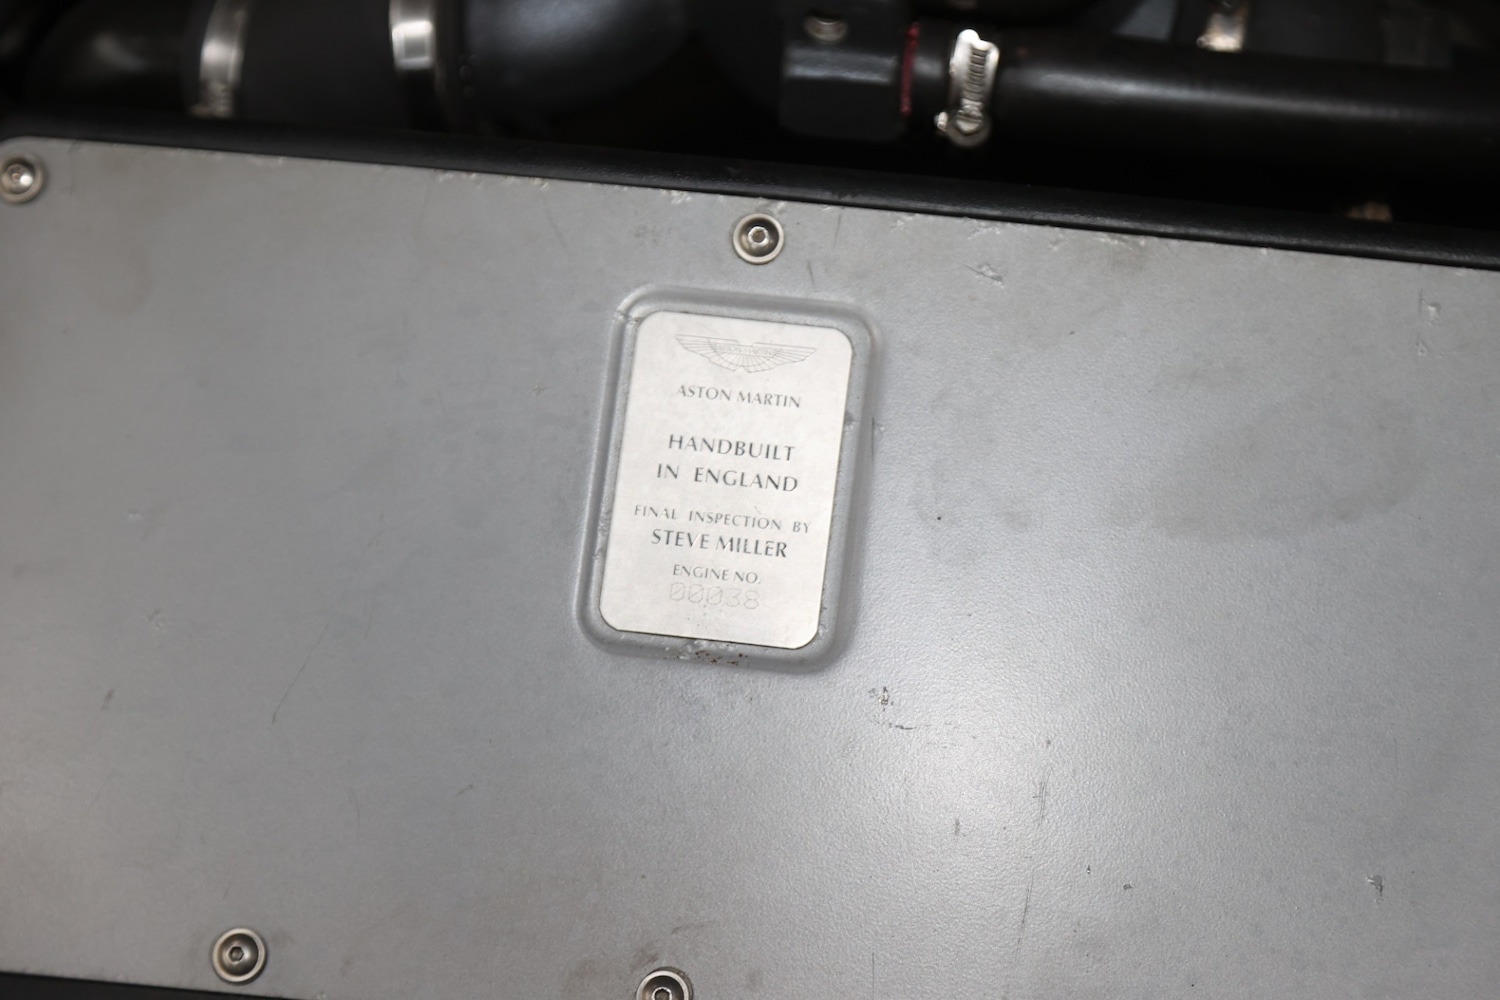 ASTON MARTIN
HANDBUILT
IN ENGLAND
FINAL INSPECTION BY
STEVE MILLER
ENGINE NO.
00038